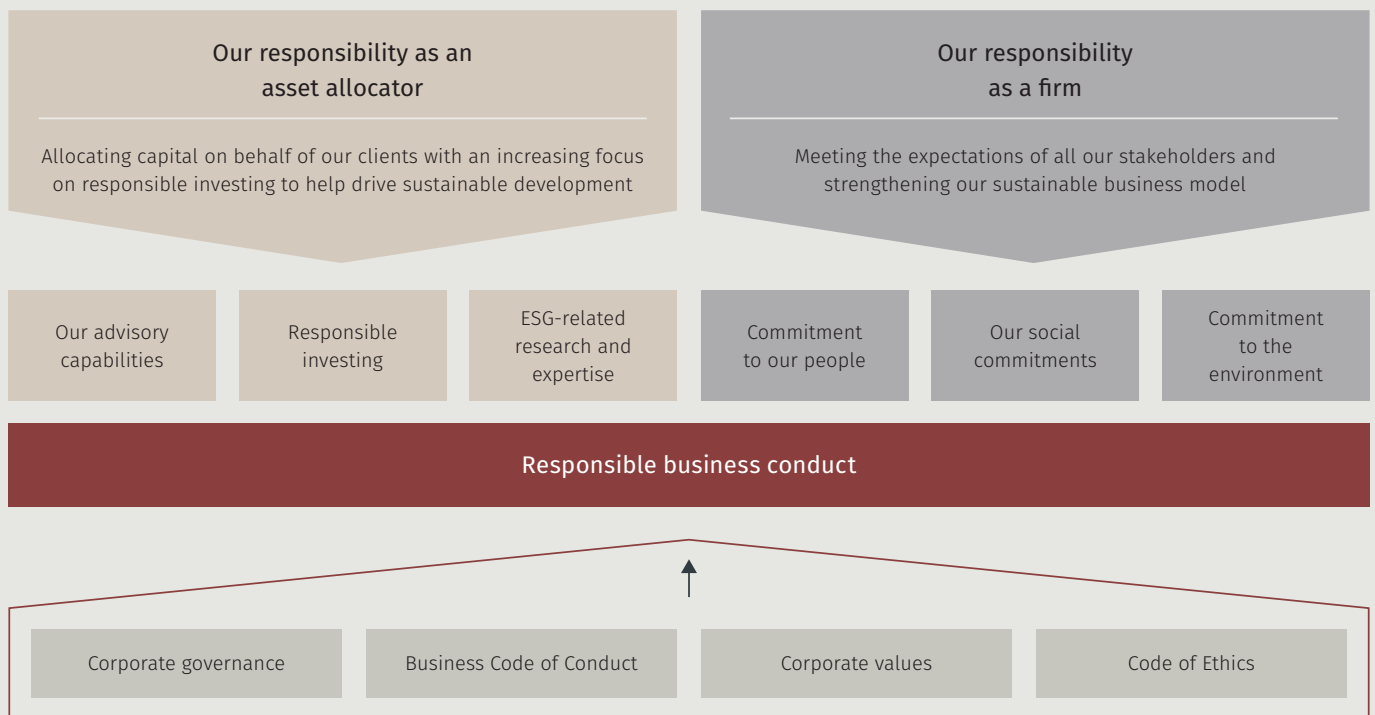 Our responsibility as an
asset allocator
Allocating capital on behalf of our clients with an increasing focus
on responsible investing to help drive sustainable development
Our responsibility
as a firm
Meeting the expectations of all our stakeholders and
strengthening our sustainable business model
Our advisory
capabilities
Responsible
investing
ESG-related
research and
expertise
Commitment
to our people
Our social
commitments
Commitment
to the
environment
Responsible business conduct
Corporate governance
Business Code of Conduct
Corporate values
Code of Ethics